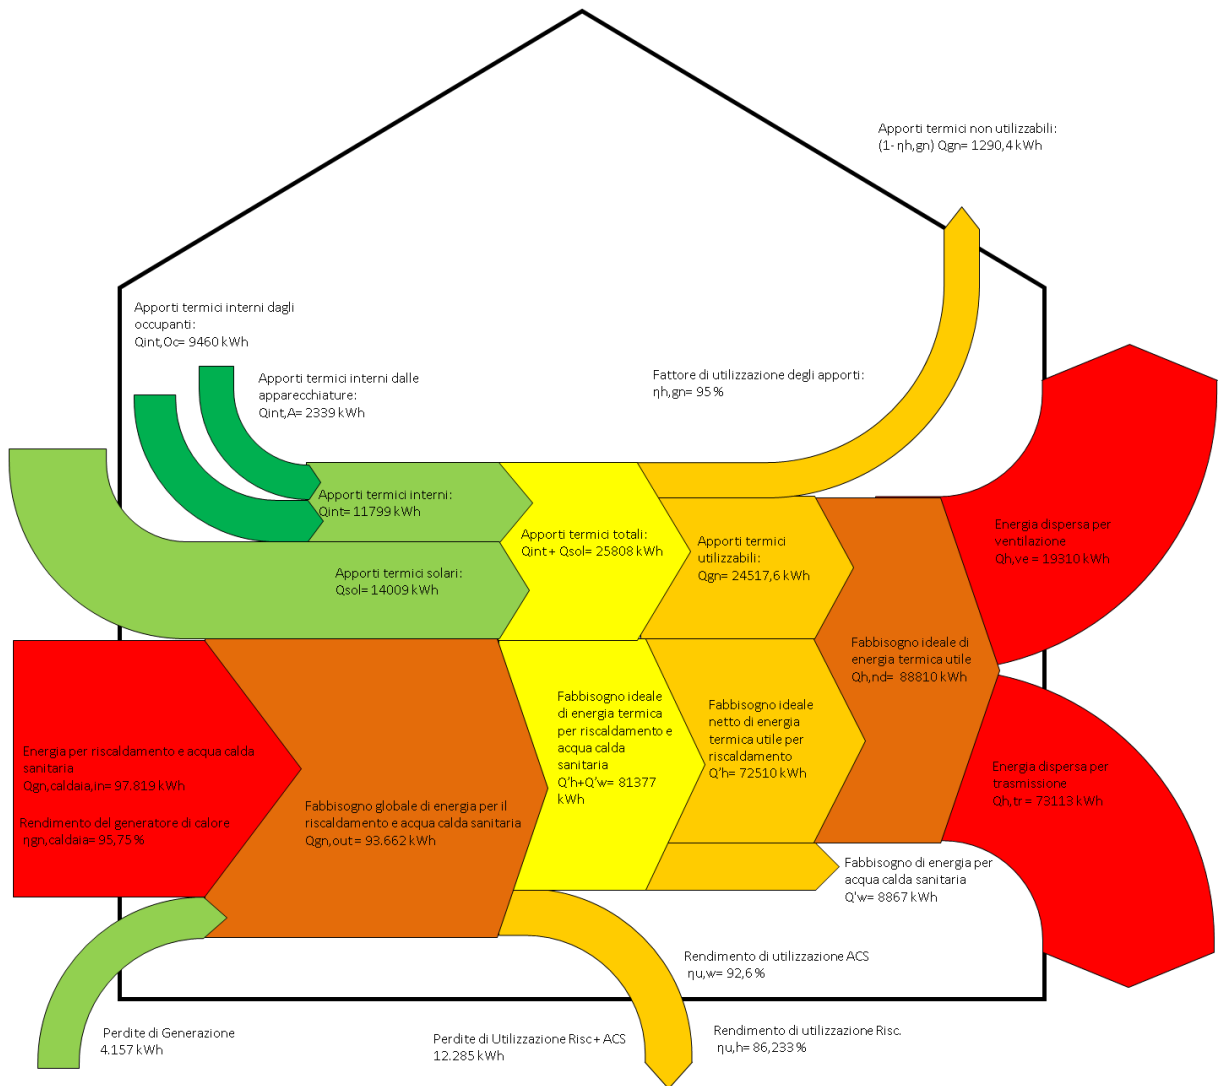 Apporti termici non utilizzabili:
(1- ηh,gn) Qgn= 1290,4 kWh
Apporti termici interni dagli
occupanti:
Qint,Oc= 9460 kWh
Apporti termici interni dalle
apparecchiature:
Qint,A= 2339 kWh
Fattore di utilizzazione degli apporti:
ηh,gn= 95 %
Apporti termici interni:
Qint= 11799 kWh
Apporti termici totali:
Qint + Qsol= 25808 kWh
Apporti termici
utilizzabili:
Qgn= 24517,6 kWh
Energia dispersa per
ventilazione
Qh,ve = 19310 kWh
Apporti termici solari:
Qsol= 14009 kWh
Fabbisogno ideale di
energia termica utile
Qh,nd= 88810 kWh
Fabbisogno ideale
di energia termica
per riscaldamento e
acqua calda
sanitaria
Q'h+Q'w= 81377
kWh
Fabbisogno ideale
netto di energia
termica utile per
riscaldamento
Q'h= 72510 kWh
Energia per riscaldamento e acqua calda
sanitaria
Qgn,caldaia,in= 97.819 kWh
Rendimento del generatore di calore
ηgn,caldaia= 95,75%
Fabbisogno globale di energia per il
riscaldamento e acqua calda sanitaria
Qgn,out = 93.662 kWh
Energia dispersa per
trasmissione
Qh,tr = 73113 kWh
Fabbisogno di energia per
acqua calda sanitaria
Q'w= 8867 kWh
Rendimento di utilizzazione ACS
ηu,w= 92,6 %
Perdite di Generazione
4.157 kWh
Perdite di Utilizzazione Risc + ACS
12.285 kWh
Rendimento di utilizzazione Risc.
ηu,h= 86,233 %